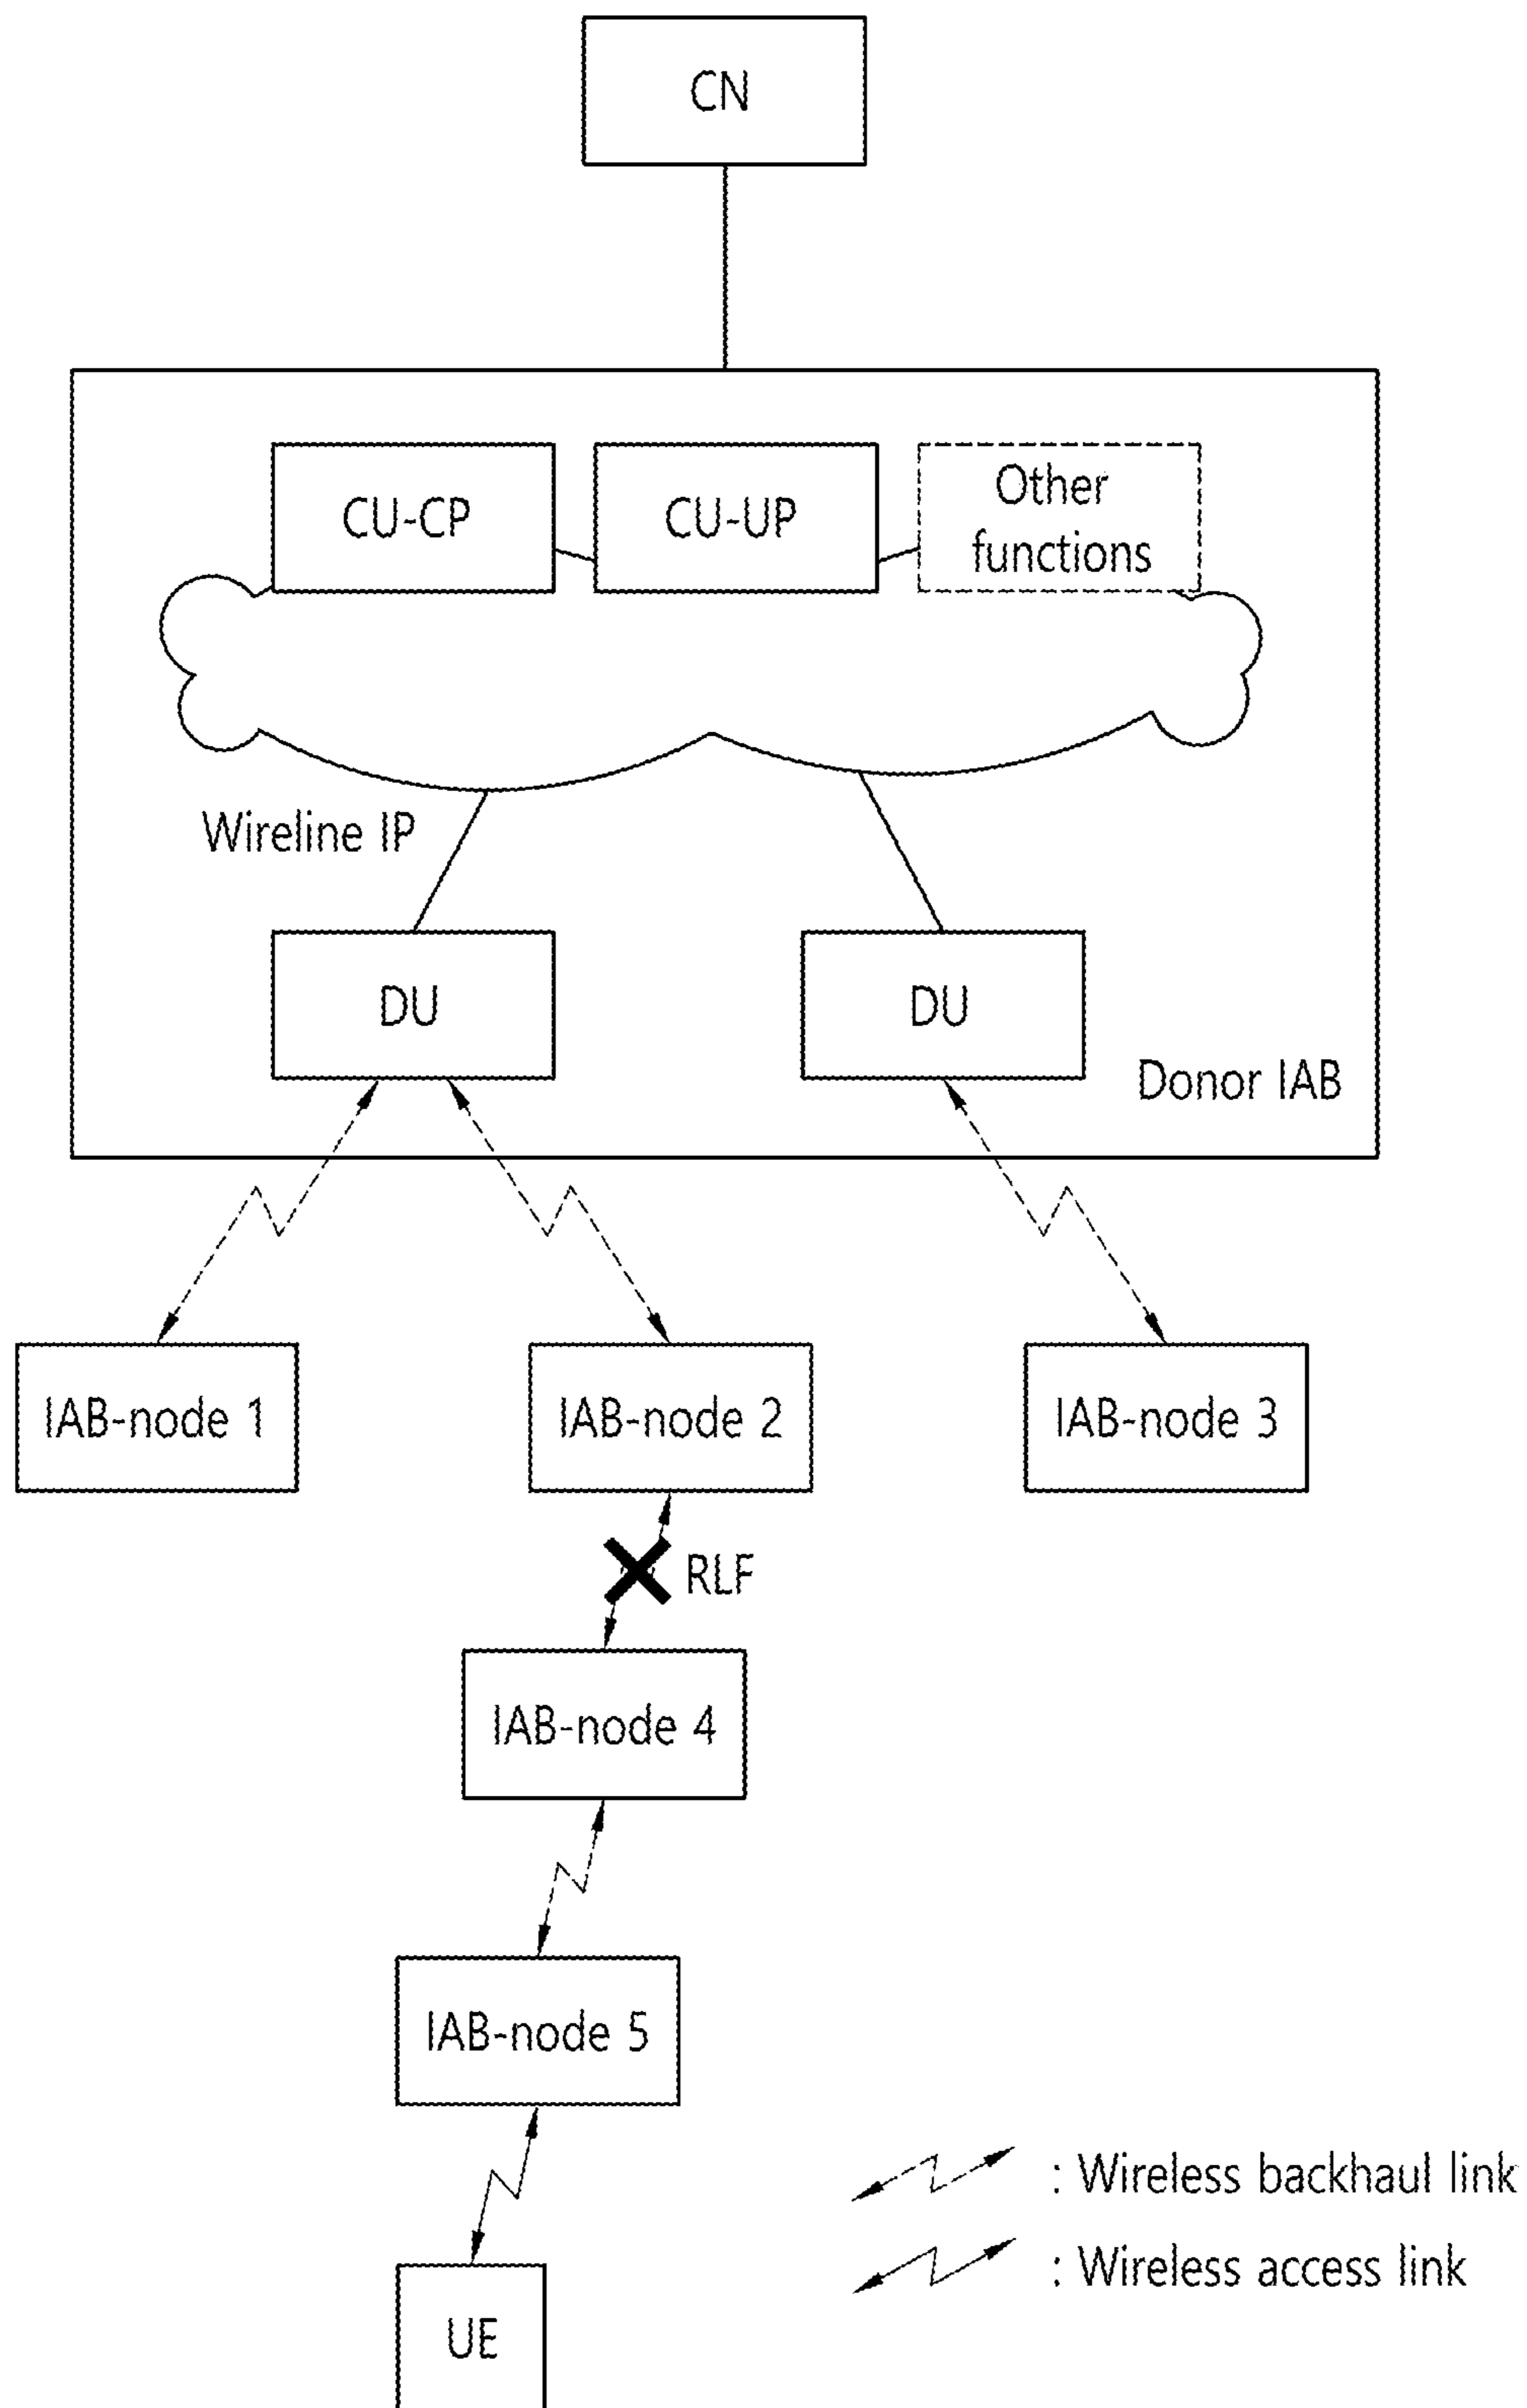 CN
CU-CP
CU-UP
Other
functions
Wireline IP
DU
DU
Donor IAB
IAB-node 1
IAB-node 2
IAB-node 3
RLF
IAB-node 4
IAB-node 5
: Wireless backhaul link
: Wireless access link
UE